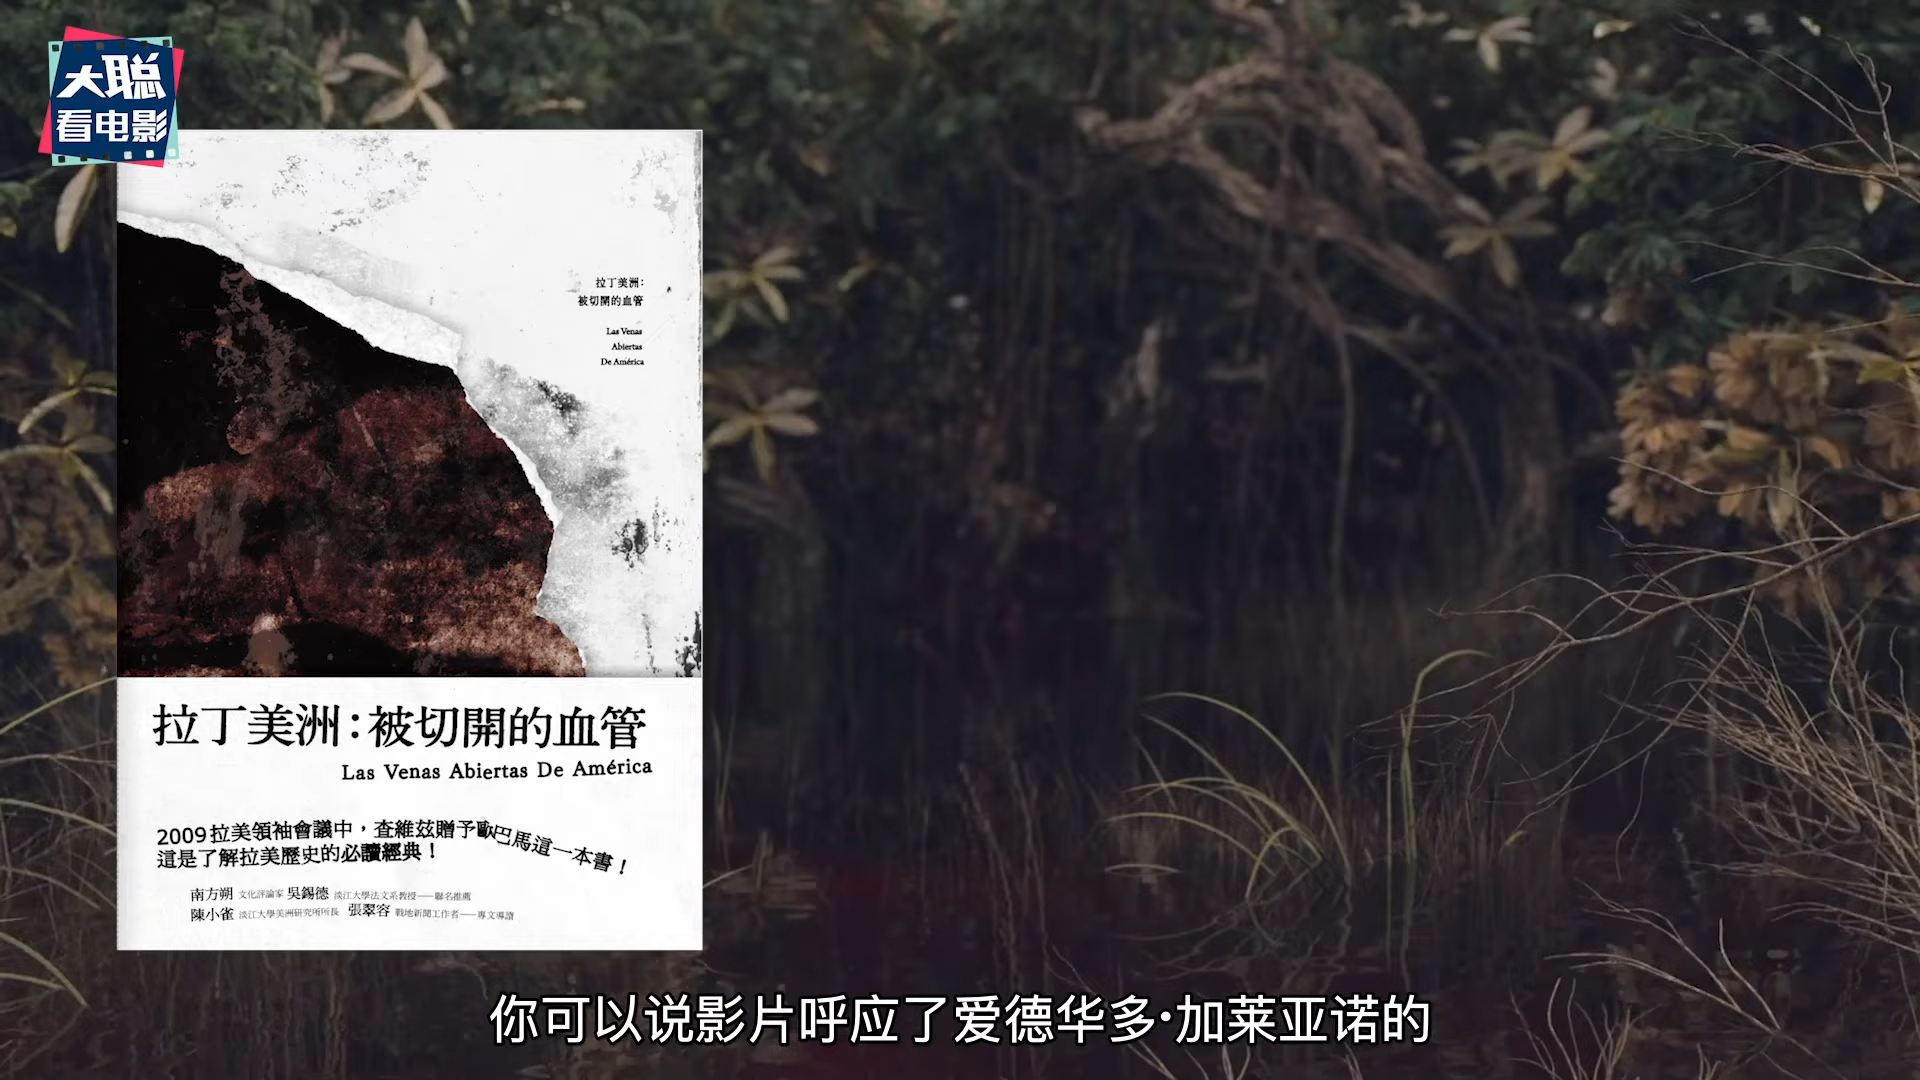 大聪
看电影
拉丁美洲：
被切開的血管
Las Venas
Abiertas
De América
拉丁美洲：被切開的血管
Las Venas Abiertas De América
2009拉美領袖會議中，查維茲贈予歐巴馬這一本書！
這是了解拉美歷史的必讀經典！
南方朔 文化評論家 吳錫德 淡江大學法文系教授——聯名推薦
陳小雀 淡江大學美洲研究所所長 張翠容 戰地新聞工作者——專文導讀
你可以说影片呼应了爱德华多·加莱亚诺的